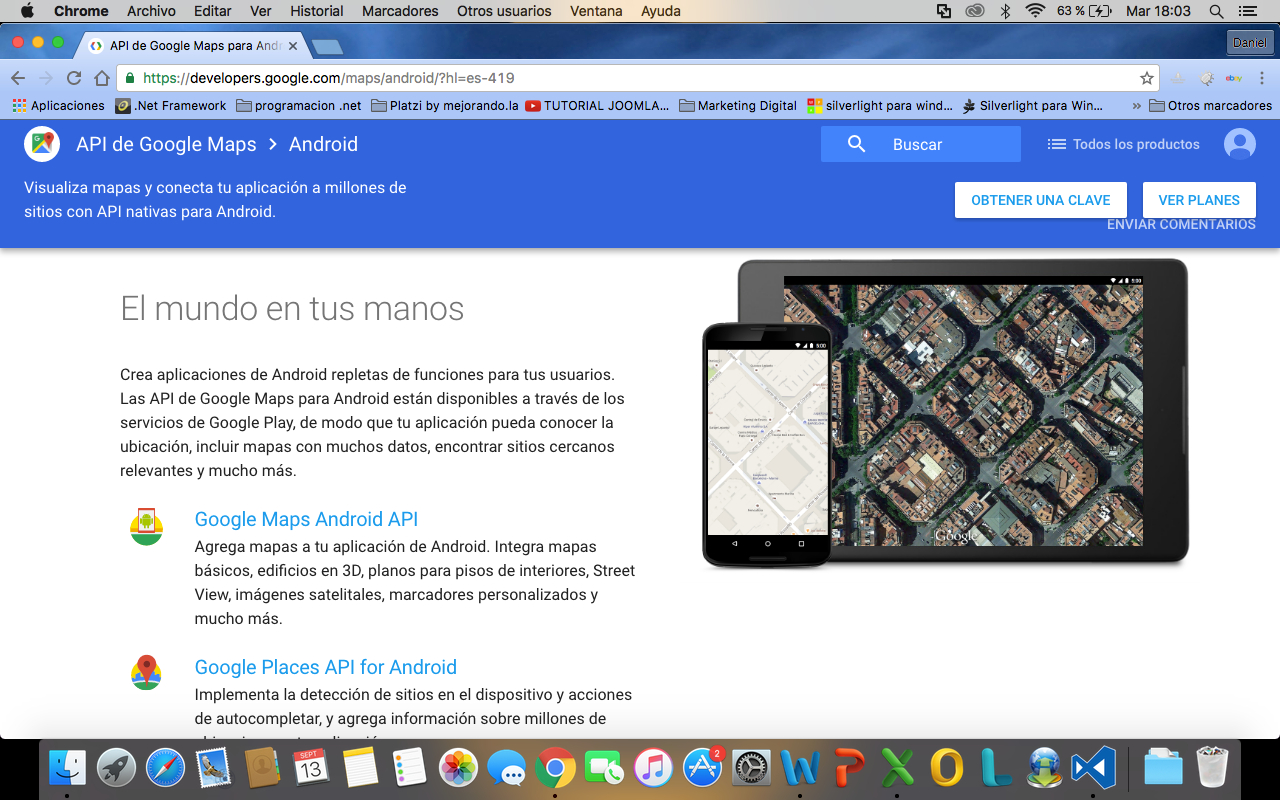 Chrome Archivo Editar Ver Historial Marcadores Otros usuarios Ventana Ayuda 63 % Mar 18:03
API de Google Maps para And Daniel
https://developers.google.com/maps/android/?hl=es-419
Aplicaciones .Net Framework programacion .net Platzi by mejorando.la TUTORIAL JOOMLA... Marketing Digital silverlight para wind... Silverlight para Win... » Otros marcadores
API de Google Maps > Android Buscar Todos los productos
Visualiza mapas y conecta tu aplicación a millones de
sitios con API nativas para Android.
OBTENER UNA CLAVE VER PLANES
ENVIAR COMENTARIOS
El mundo en tus manos
Crea aplicaciones de Android repletas de funciones para tus usuarios.
Las API de Google Maps para Android están disponibles a través de los
servicios de Google Play, de modo que tu aplicación pueda conocer la
ubicación, incluir mapas con muchos datos, encontrar sitios cercanos
relevantes y mucho más.
5:00
5:00
Google
Google Maps Android API
Agrega mapas a tu aplicación de Android. Integra mapas
básicos, edificios en 3D, planos para pisos de interiores, Street
View, imágenes satelitales, marcadores personalizados y
mucho más.
Google Places API for Android
Implementa la detección de sitios en el dispositivo y acciones
de autocompletar, y agrega información sobre millones de
SEPT
13
2